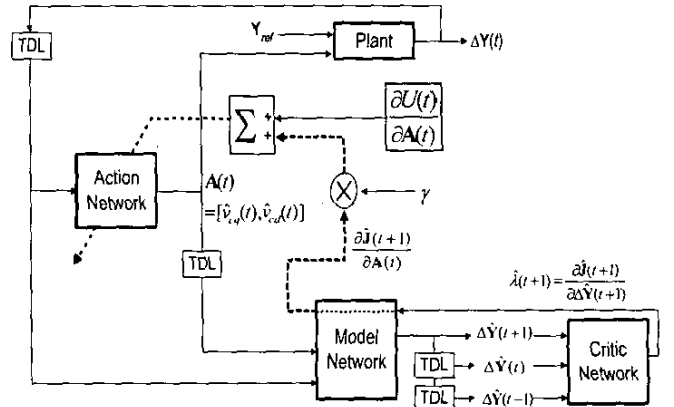 TDL
Y_ref
Plant
ΔY(t)
Σ
+
+
∂U(t)
∂A(t)
Action
Network
A(t)
=[v̂_cq(t),v̂_cd(t)]
X
γ
∂Ĵ(t+1)
∂A(t)
TDL
λ̂(t+1)=∂Ĵ(t+1)
∂ΔŶ(t+1)
Model
Network
ΔŶ(t+1)
TDL
ΔŶ(t)
TDL
ΔŶ(t-1)
Critic
Network